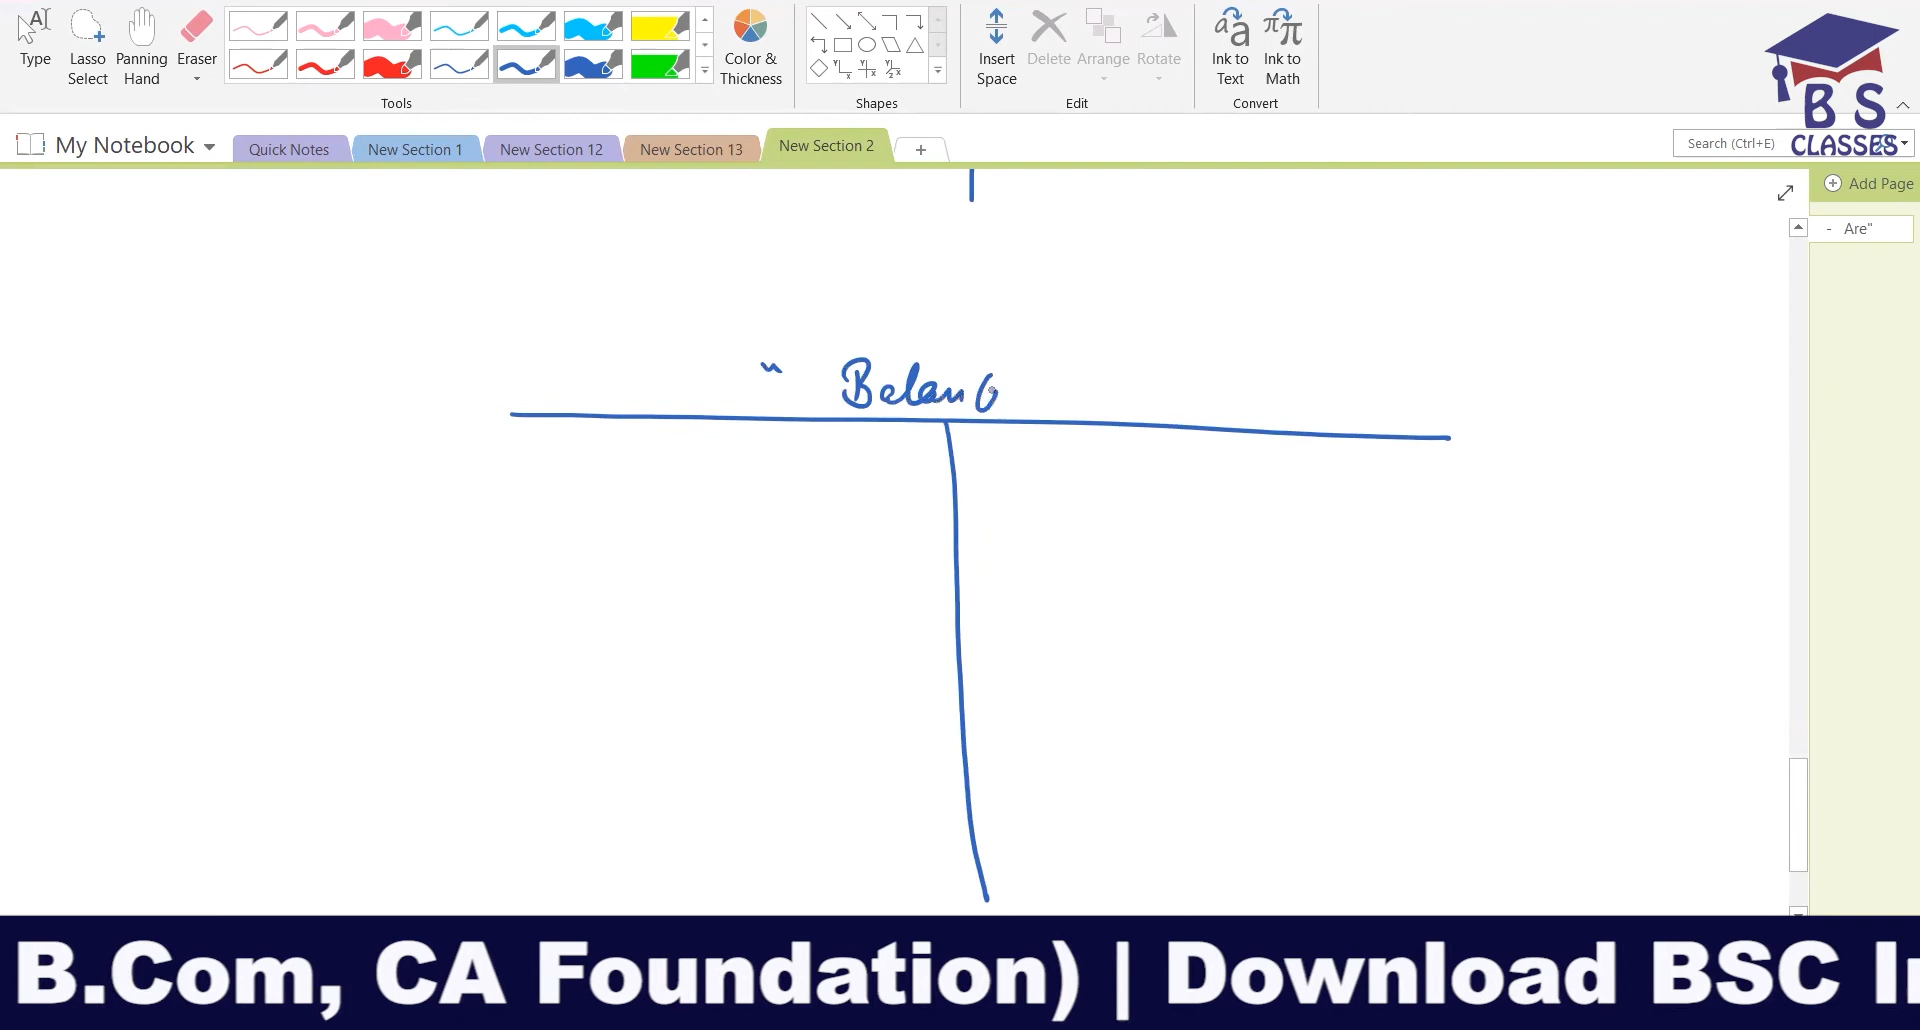 Type
Lasso Select
Panning Hand
Eraser
Color & Thickness
Insert Space
Delete
Arrange
Rotate
Ink to Text
Ink to Math
Tools
Shapes
Edit
Convert
B S
CLASSES
My Notebook
Quick Notes
New Section 1
New Section 12
New Section 13
New Section 2
+
Search (Ctrl+E)
Add Page
- Are"
" Balanc
B.Com, CA Foundation) | Download BSC